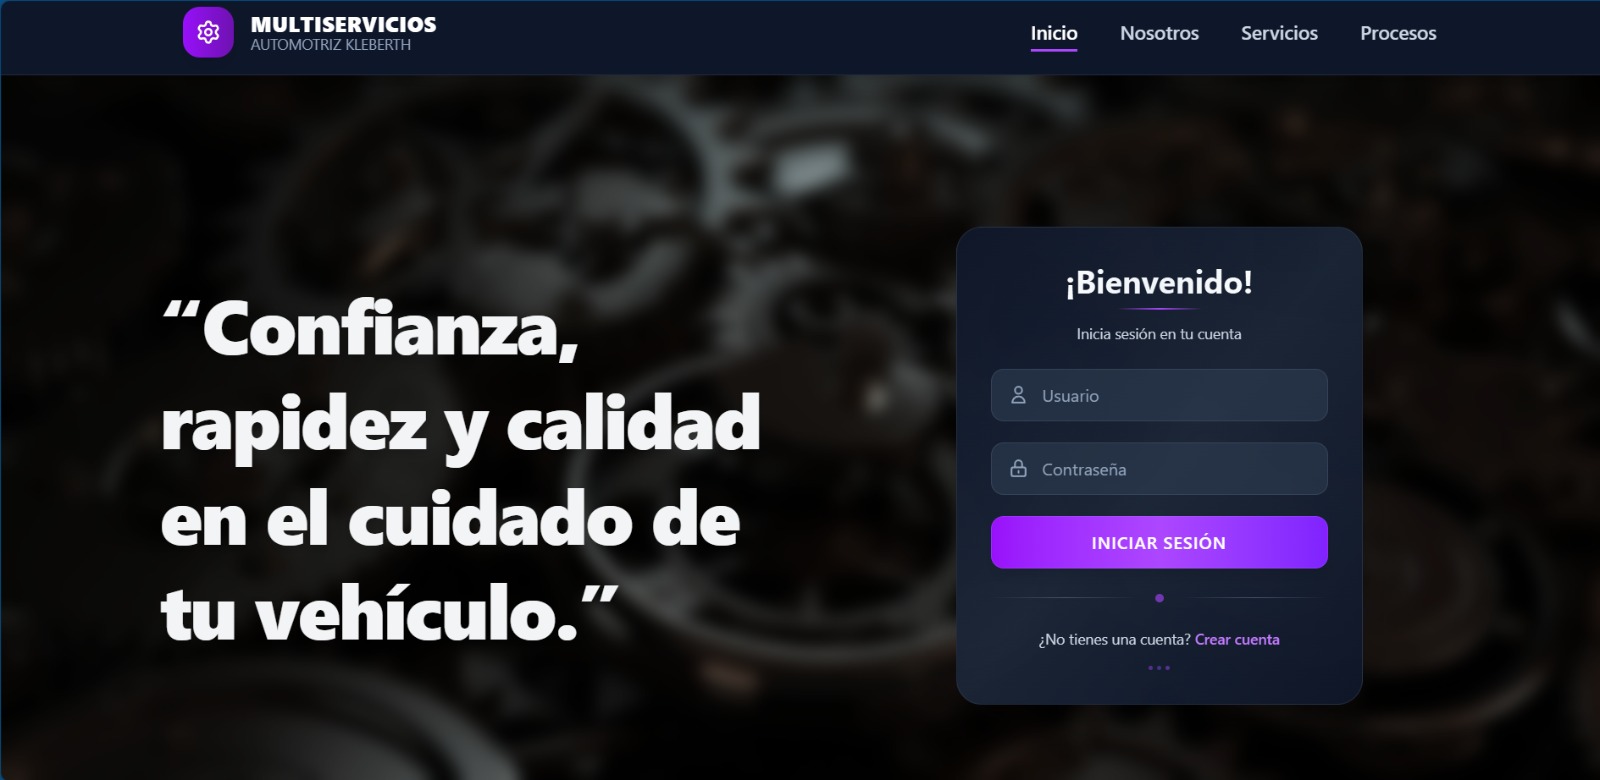 MULTISERVICIOS
AUTOMOTRIZ KLEBERTH
Inicio Nosotros Servicios Procesos
“Confianza,
rapidez y calidad
en el cuidado de
tu vehículo.”
¡Bienvenido!
Inicia sesión en tu cuenta
Usuario
Contraseña
INICIAR SESIÓN
¿No tienes una cuenta? Crear cuenta